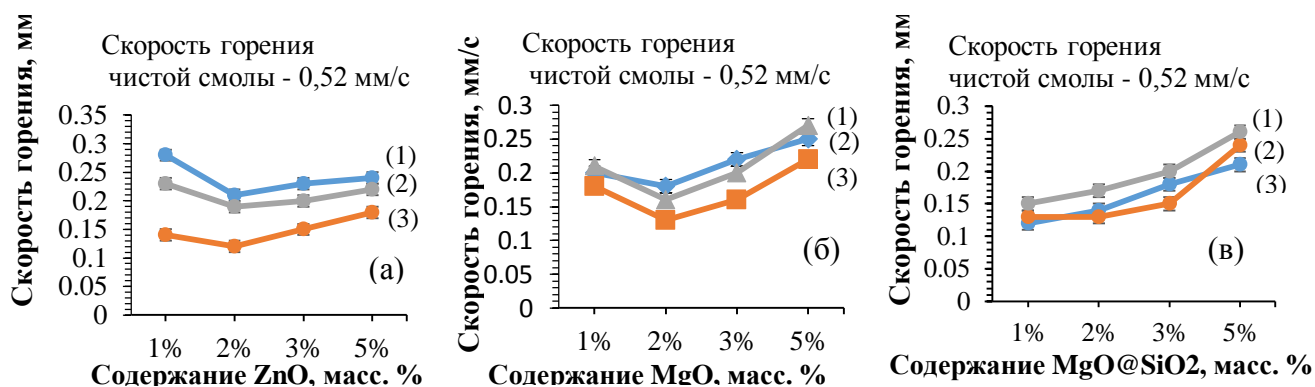 Скорость горения, мм
Скорость горения
чистой смолы - 0,52 мм/с
0.35
0.3
0.25
0.2
0.15
0.1
0.05
0
(1)
(2)
(3)
(а)
1% 2% 3% 5%
Содержание ZnO, масс. %
Скорость горения, мм/с
Скорость горения
чистой смолы - 0,52 мм/с
0.3
0.25
0.2
0.15
0.1
0.05
0
(1)
(2)
(3)
(б)
1% 2% 3% 5%
Содержание MgO, масс. %
Скорость горения, мм
Скорость горения
чистой смолы - 0,52 мм/с
0.3
0.25
0.2
0.15
0.1
0.05
0
(1)
(2)
(3)
(в)
1% 2% 3% 5%
Содержание MgO@SiO2, масс. %